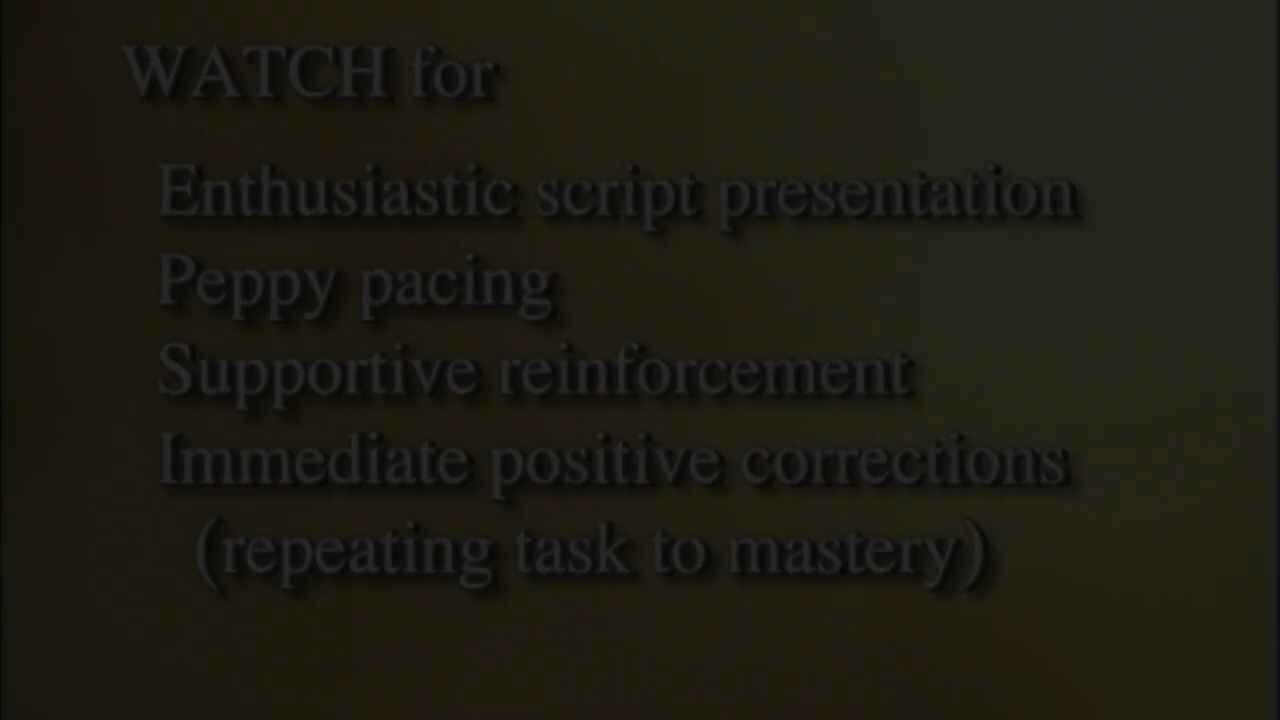 WATCH for
Enthusiastic script presentation
Peppy pacing
Supportive reinforcement
Immediate positive corrections
(repeating task to mastery)